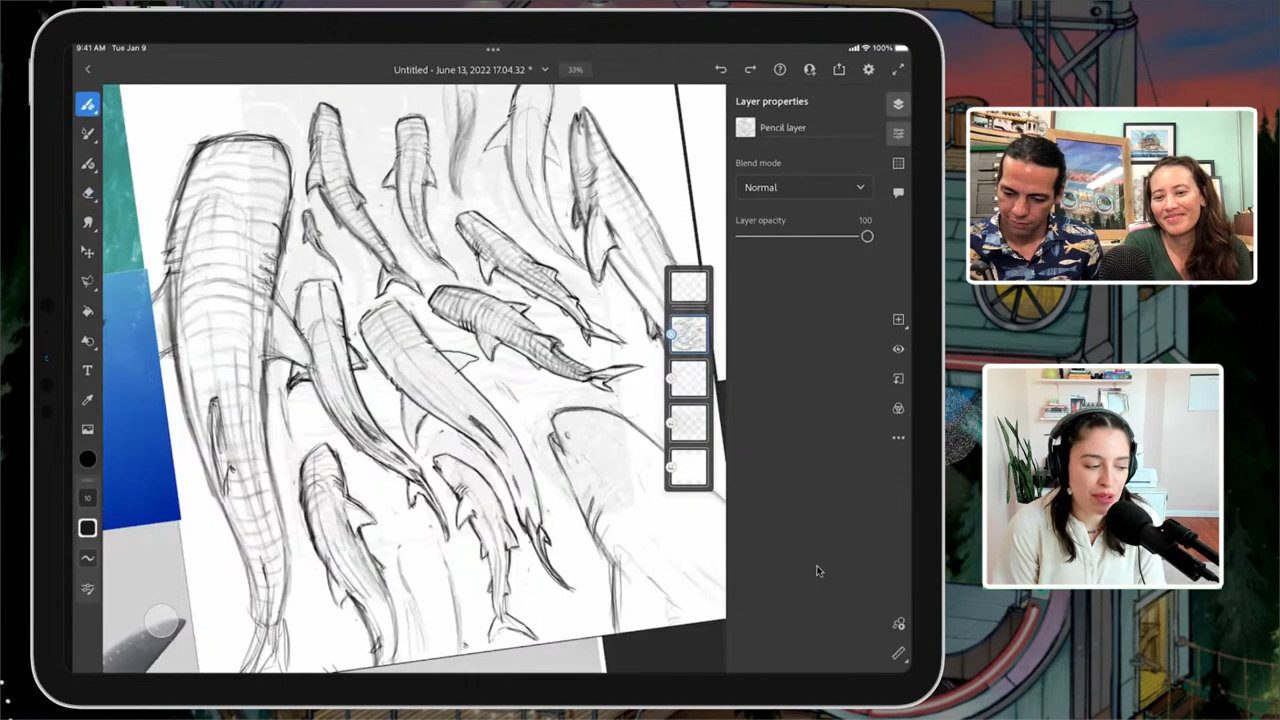 9:41 AM Tue Jan 9
100%
Untitled - June 13, 2022 17.04.32 *
33%
Layer properties
Pencil layer
Blend mode
Normal
Layer opacity
100
T
10